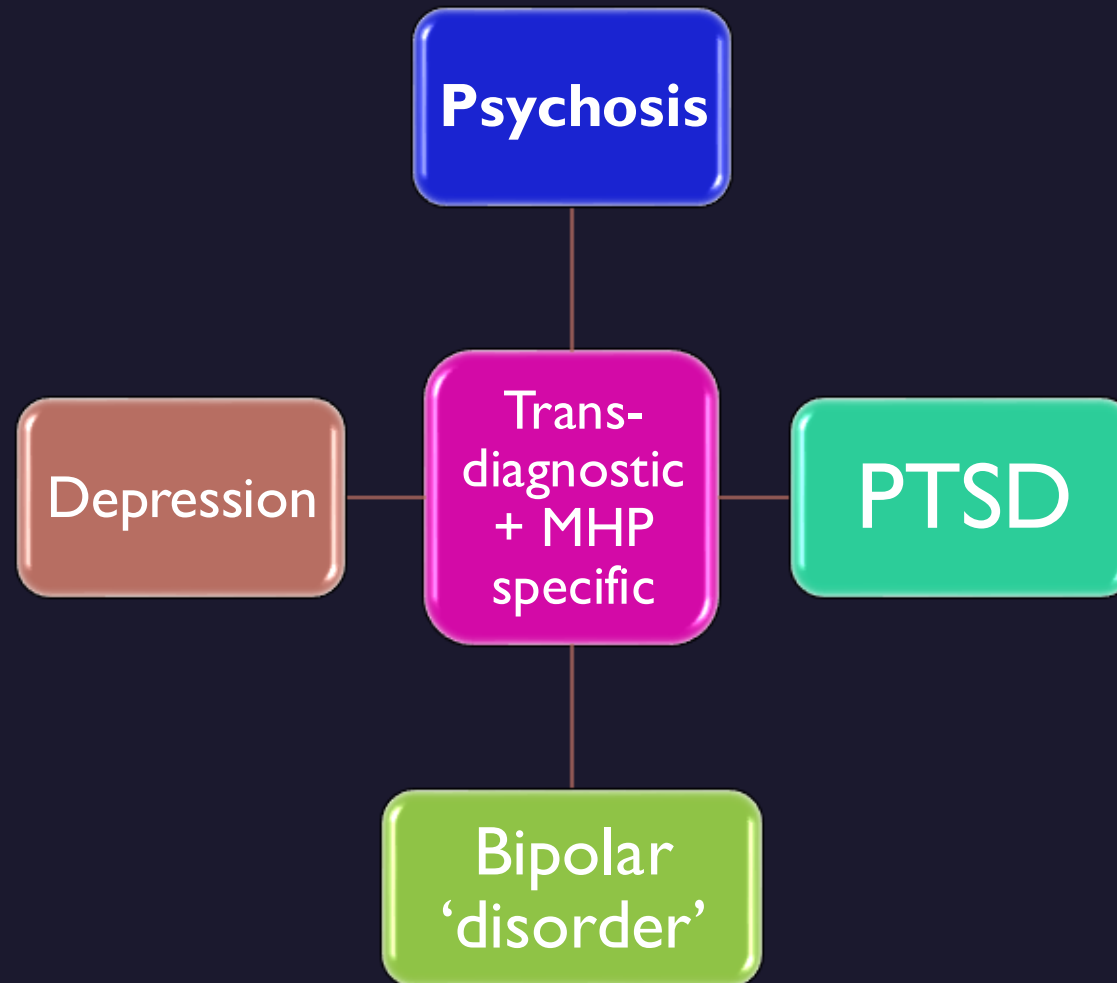 Psychosis
Trans-
diagnostic
+ MHP
specific
Depression
PTSD
Bipolar
‘disorder’